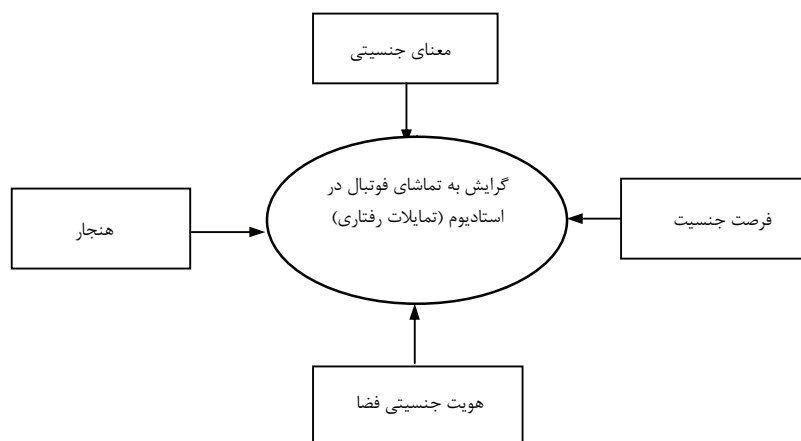 معنای جنسیتی
گرایش به تماشای فوتبال در
استادیوم (تمایلات رفتاری)
فرصت جنسیت
هنجار
هویت جنسیتی فضا